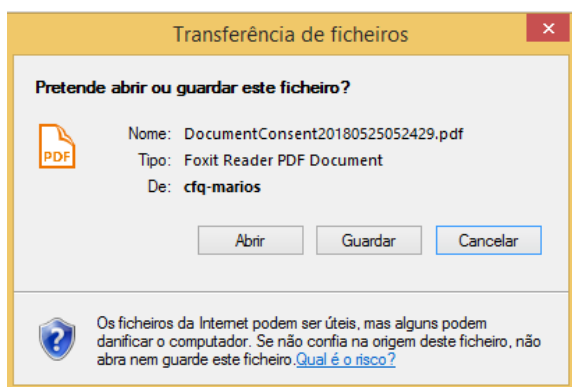 Transferência de ficheiros
Pretende abrir ou guardar este ficheiro?
PDF
Nome: DocumentConsent20180525052429.pdf
Tipo: Foxit Reader PDF Document
De: cfq-marios
Abrir Guardar Cancelar
Os ficheiros da Internet podem ser úteis, mas alguns podem
danificar o computador. Se não confia na origem deste ficheiro, não
abra nem guarde este ficheiro.Qual é o risco?